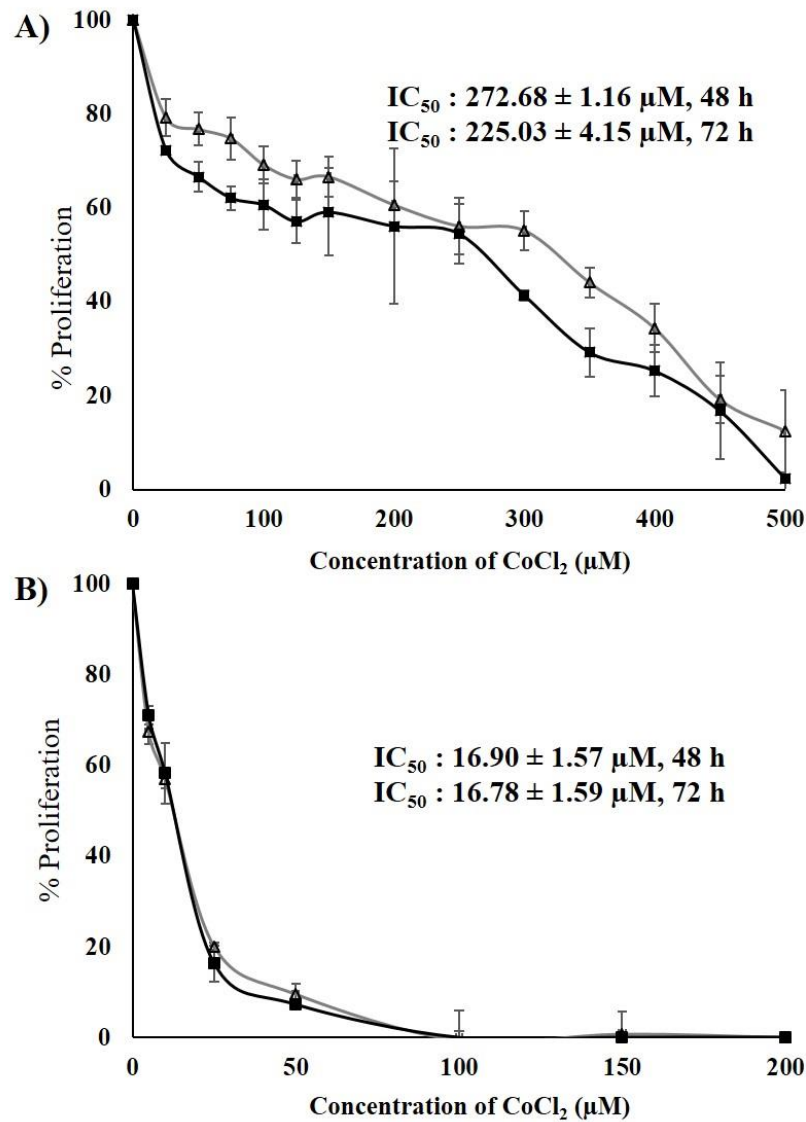 A)
100
80
60
40
20
0
% Proliferation
IC₅₀ : 272.68 ± 1.16 µM, 48 h
IC₅₀ : 225.03 ± 4.15 µM, 72 h
0 100 200 300 400 500
Concentration of CoCl₂ (µM)
B)
100
80
60
40
20
0
% Proliferation
IC₅₀ : 16.90 ± 1.57 µM, 48 h
IC₅₀ : 16.78 ± 1.59 µM, 72 h
0 50 100 150 200
Concentration of CoCl₂ (µM)